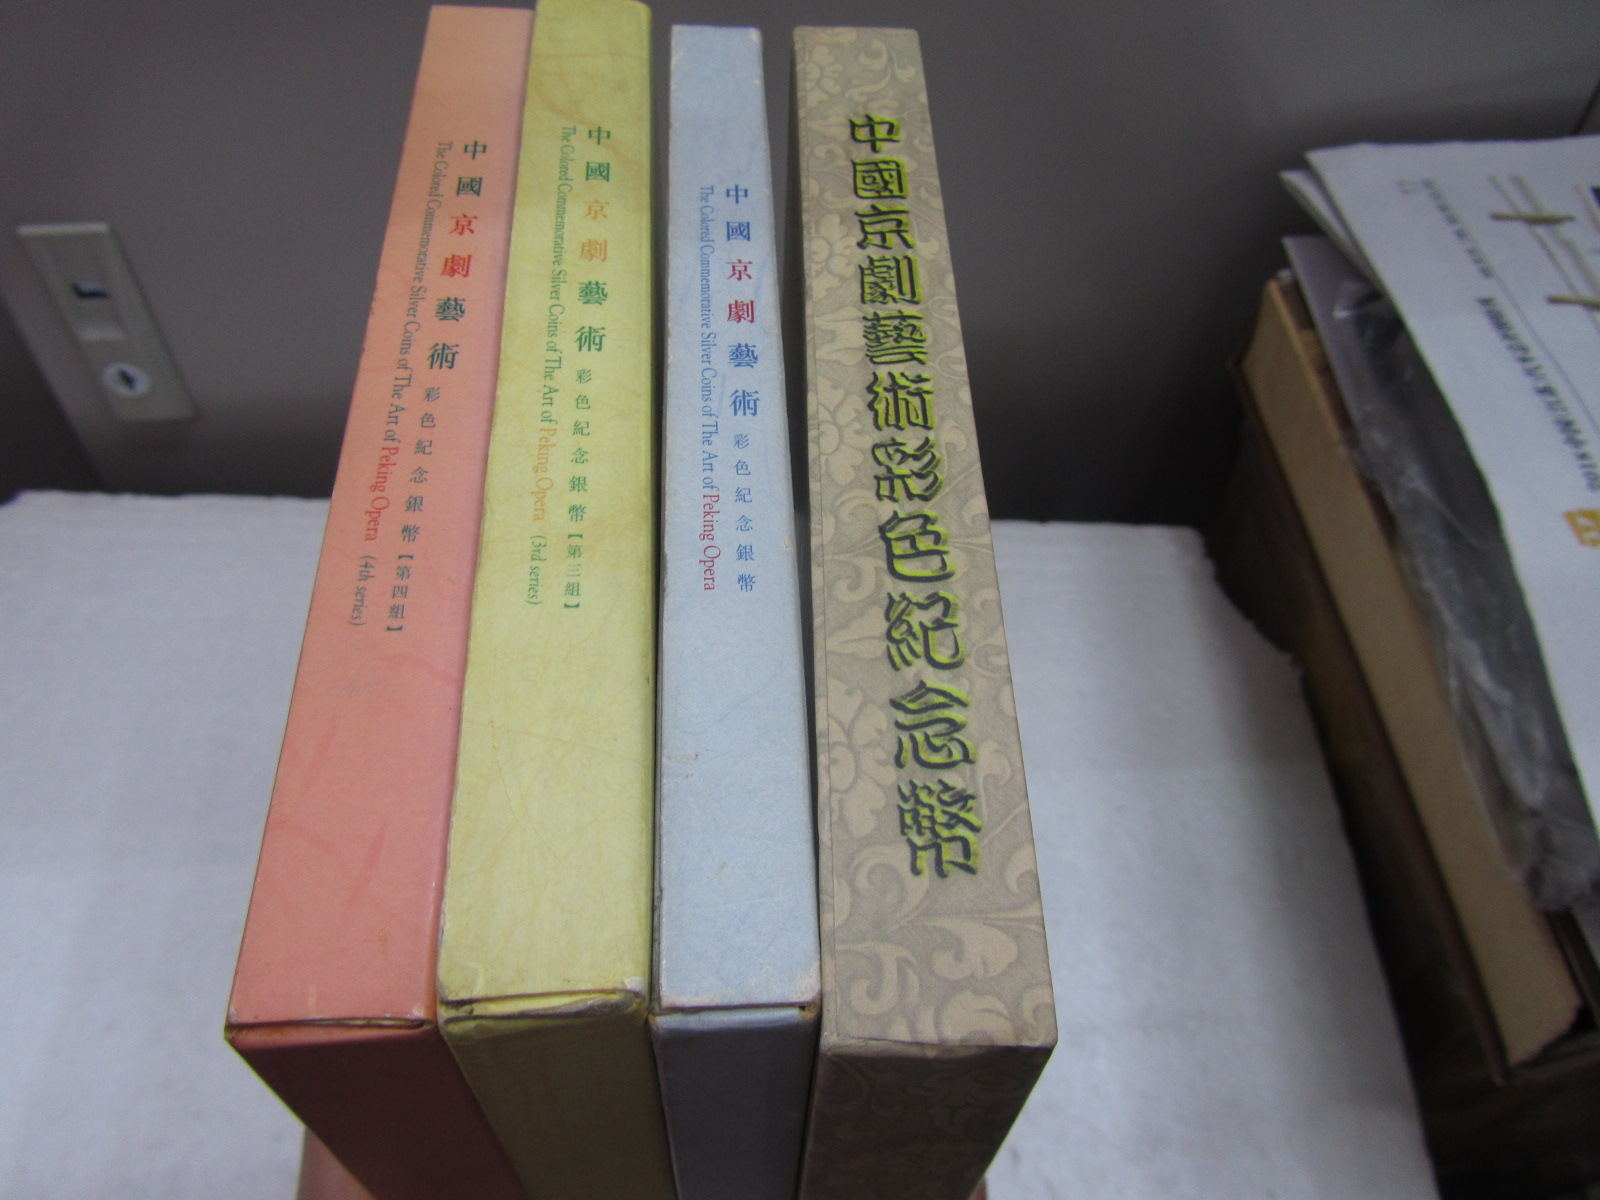 中國京劇藝術 彩色紀念銀幣【第四組】
The Colored Commemorative Silver Coins of The Art of Peking Opera (4th series)
中國京劇藝術 彩色紀念銀幣【第三組】
The Colored Commemorative Silver Coins of The Art of Peking Opera (3rd series)
中國京劇藝術 彩色紀念銀幣
The Colored Commemorative Silver Coins of The Art of Peking Opera
中國京劇藝術彩色紀念幣